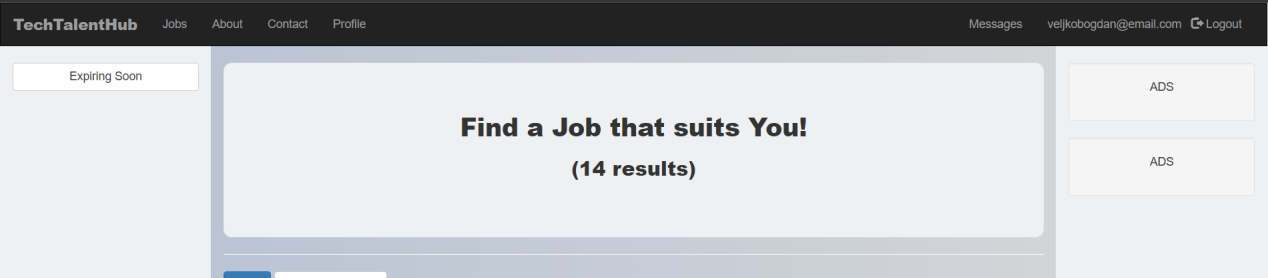 TechTalentHub Jobs About Contact Profile Messages veljkobogdan@email.com Logout
Expiring Soon
Find a Job that suits You!
(14 results)
ADS
ADS